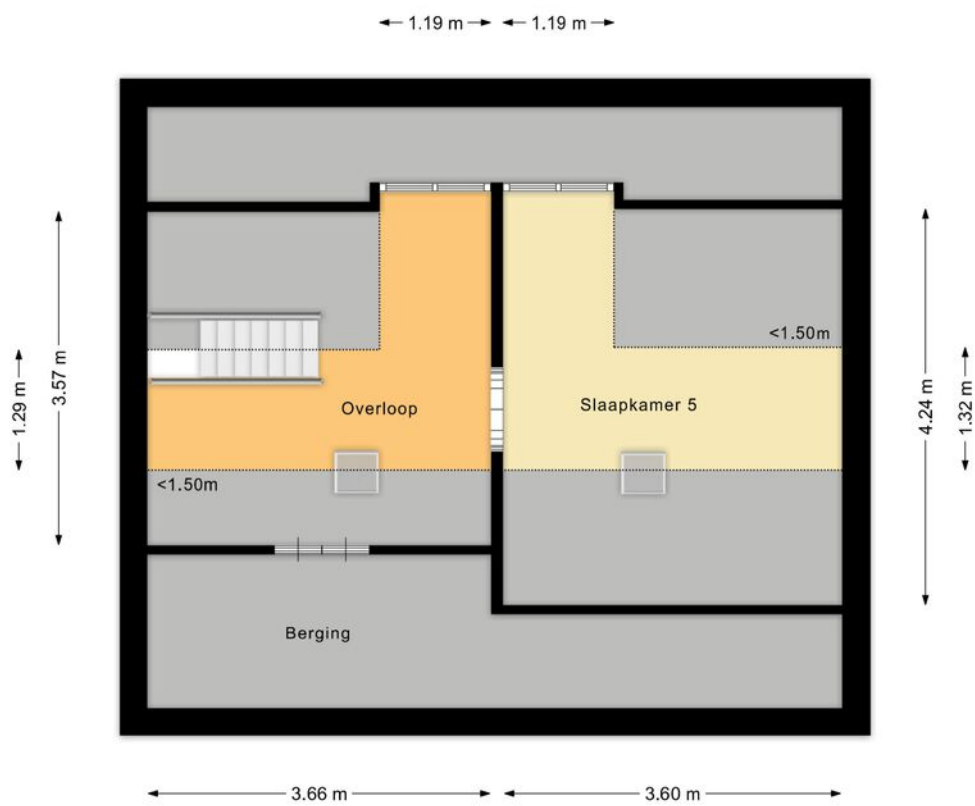 1.19 m
1.19 m
<1.50m
1.29 m
3.57 m
Overloop
Slaapkamer 5
4.24 m
1.32 m
<1.50m
Berging
3.66 m
3.60 m